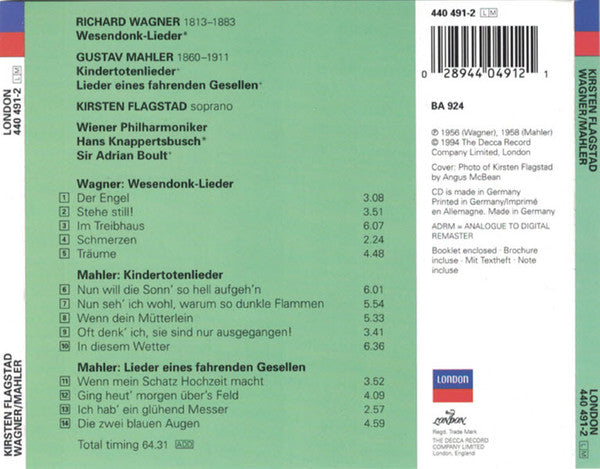 LONDON
440 491-2 LM
KIRSTEN FLAGSTAD
WAGNER/MAHLER
RICHARD WAGNER 1813–1883
Wesendonk-Lieder*
GUSTAV MAHLER 1860–1911
Kindertotenlieder+
Lieder eines fahrenden Gesellen+
KIRSTEN FLAGSTAD soprano
Wiener Philharmoniker
Hans Knappertsbusch*
Sir Adrian Boult+
Wagner: Wesendonk-Lieder
1 Der Engel 3.08
2 Stehe still! 3.51
3 Im Treibhaus 6.07
4 Schmerzen 2.24
5 Träume 4.48
Mahler: Kindertotenlieder
6 Nun will die Sonn' so hell aufgeh'n 6.01
7 Nun seh' ich wohl, warum so dunkle Flammen 5.54
8 Wenn dein Mütterlein 5.33
9 Oft denk' ich, sie sind nur ausgegangen! 3.41
10 In diesem Wetter 6.36
Mahler: Lieder eines fahrenden Gesellen
11 Wenn mein Schatz Hochzeit macht 3.52
12 Ging heut' morgen über's Feld 4.09
13 Ich hab' ein glühend Messer 2.57
14 Die zwei blauen Augen 4.59
Total timing 64.31 ADD
440 491-2 LM
0 28944 04912 1
BA 924
℗ 1956 (Wagner), 1958 (Mahler)
© 1994 The Decca Record
Company Limited, London
Cover: Photo of Kirsten Flagstad
by Angus McBean
CD is made in Germany
Printed in Germany/Imprimé
en Allemagne. Made in Germany
ADRM = ANALOGUE TO DIGITAL
REMASTER
Booklet enclosed · Brochure
incluse · Mit Textheft · Note
incluse
LONDON
LONDON
Regd. Trade Mark
THE DECCA RECORD
COMPANY LIMITED
LONDON
KIRSTEN FLAGSTAD
WAGNER/MAHLER
LONDON
440 491-2 LM